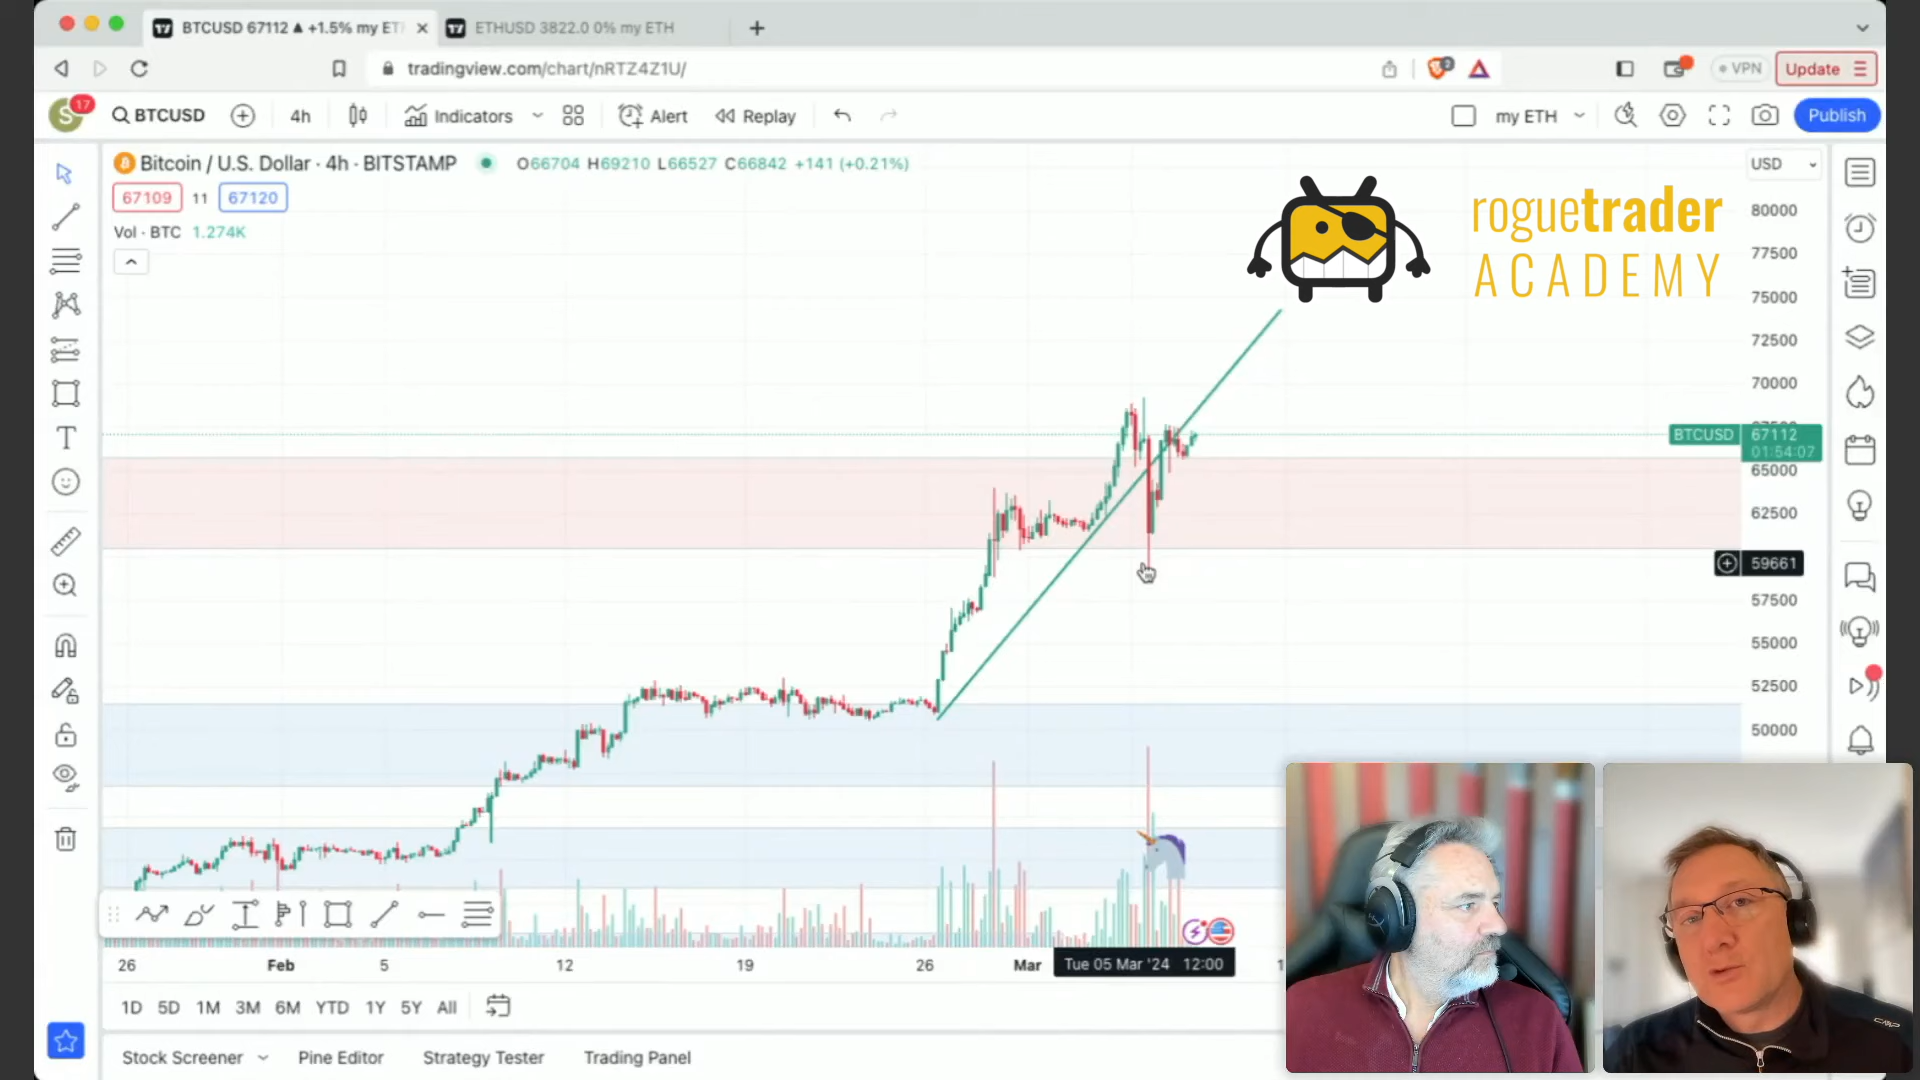 BTCUSD 67112 ▲ +1.5% my ET
ETHUSD 3822.0 0% my ETH
tradingview.com/chart/nRTZ4Z1U/
2
VPN
Update
S
17
BTCUSD
4h
Indicators
Alert
Replay
my ETH
Publish
Bitcoin / U.S. Dollar · 4h · BITSTAMP
O66704 H69210 L66527 C66842 +141 (+0.21%)
USD
67109
11
67120
Vol · BTC 1.274K
roguetrader
ACADEMY
80000
77500
75000
72500
70000
BTCUSD
67112
01:54:07
65000
62500
59661
57500
55000
52500
50000
26
Feb
5
12
19
26
Mar
Tue 05 Mar '24 12:00
1D 5D 1M 3M 6M YTD 1Y 5Y All
Stock Screener
Pine Editor
Strategy Tester
Trading Panel
CMP